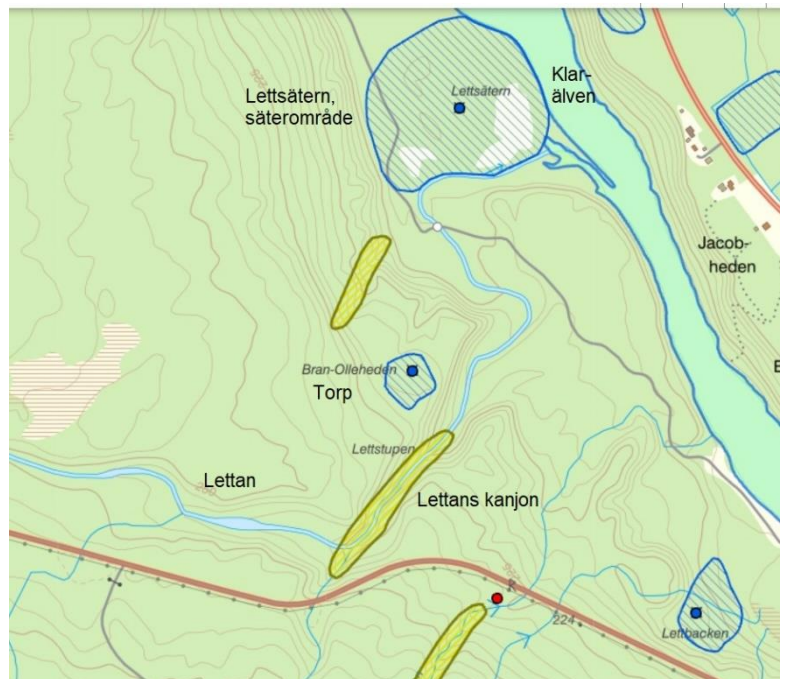 Lettsätern,
säterområde
Lettsätern
Klar-
älven
Jacob-
heden
Bran-Olleheden
Torp
Lettstupen
Lettan
Lettans kanjon
224
Lettbacken